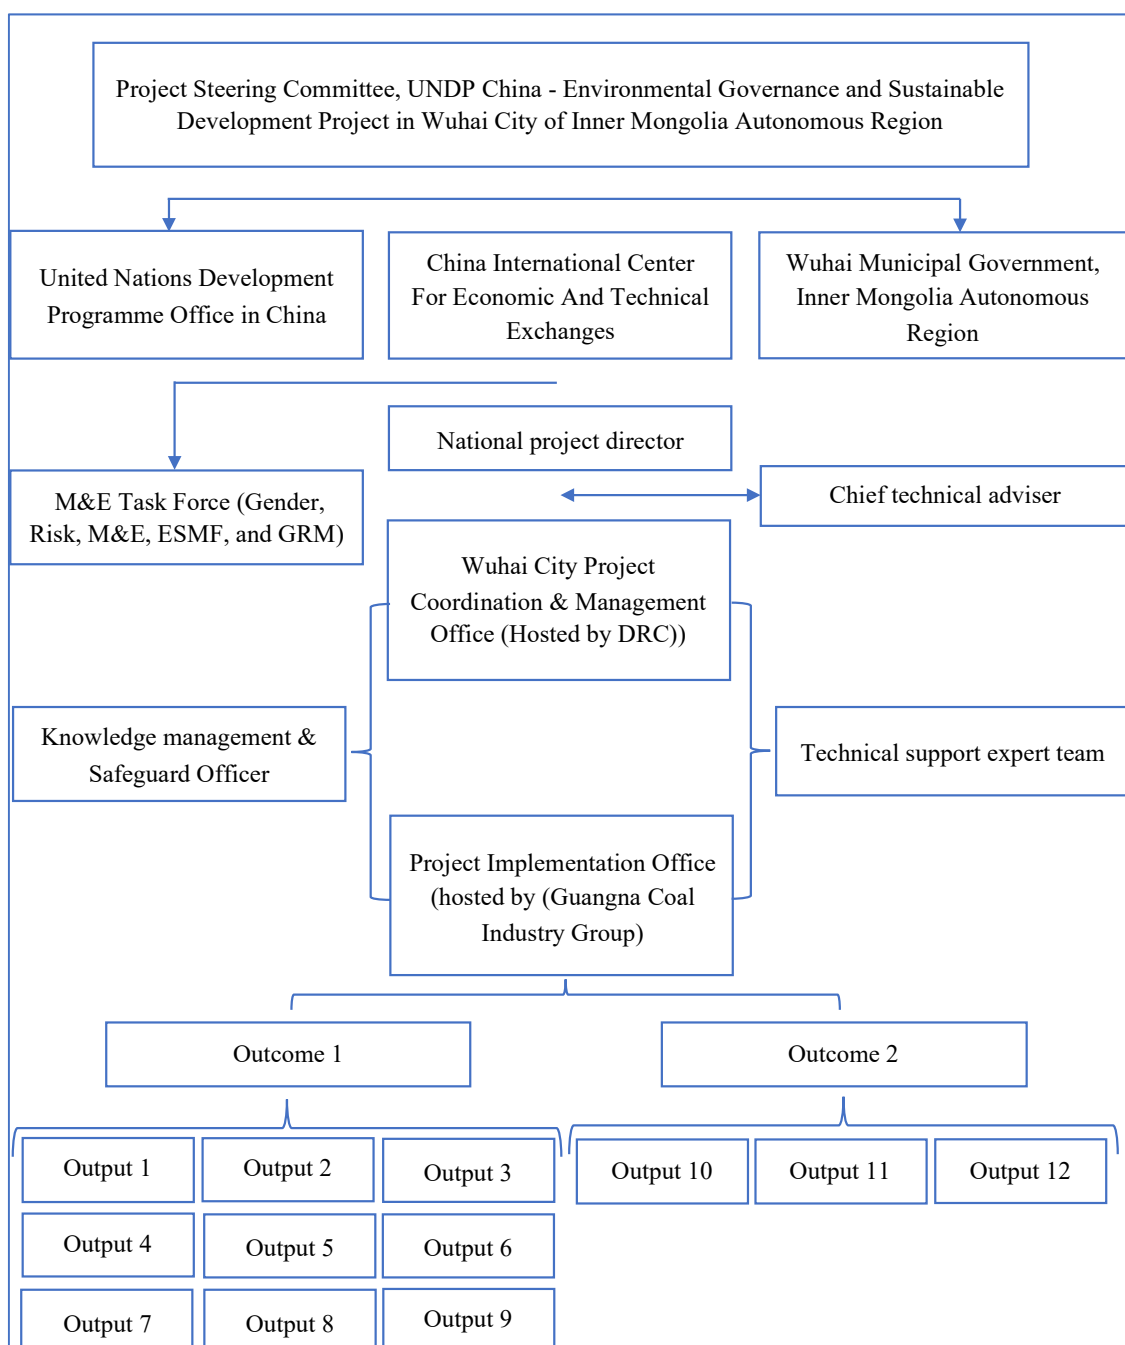 Project Steering Committee, UNDP China - Environmental Governance and Sustainable
Development Project in Wuhai City of Inner Mongolia Autonomous Region
United Nations Development
Programme Office in China
China International Center
For Economic And Technical
Exchanges
Wuhai Municipal Government,
Inner Mongolia Autonomous
Region
National project director
M&E Task Force (Gender,
Risk, M&E, ESMF, and GRM)
Chief technical adviser
Wuhai City Project
Coordination & Management
Office (Hosted by DRC))
Knowledge management &
Safeguard Officer
Technical support expert team
Project Implementation Office
(hosted by (Guangna Coal
Industry Group)
Outcome 1
Outcome 2
Output 1
Output 2
Output 3
Output 10
Output 11
Output 12
Output 4
Output 5
Output 6
Output 7
Output 8
Output 9